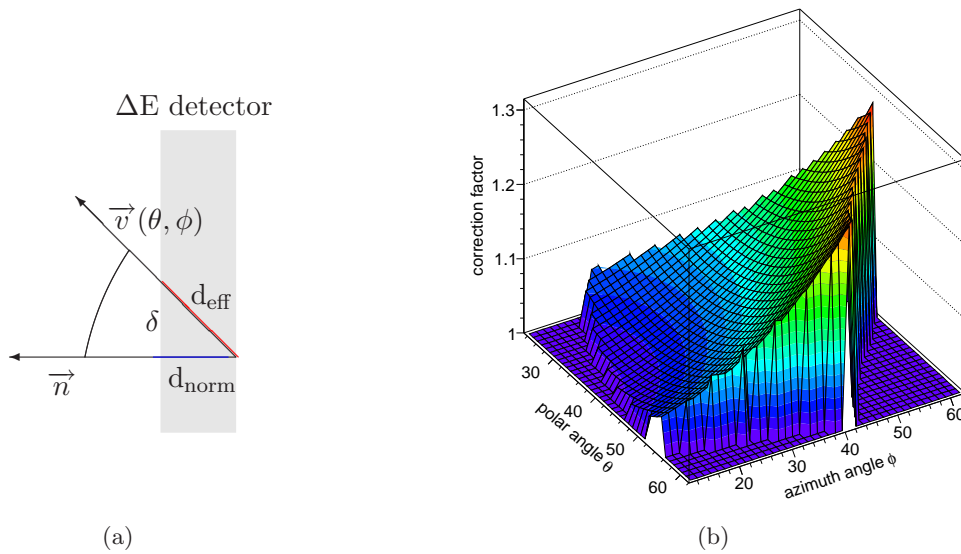 ΔE detector
v(θ, ϕ)
d_eff
δ
n
d_norm
(a)
correction factor
1.3
1.2
1.1
1
30
40
50
60
polar angle θ
20
30
40
50
60
azimuth angle ϕ
(b)